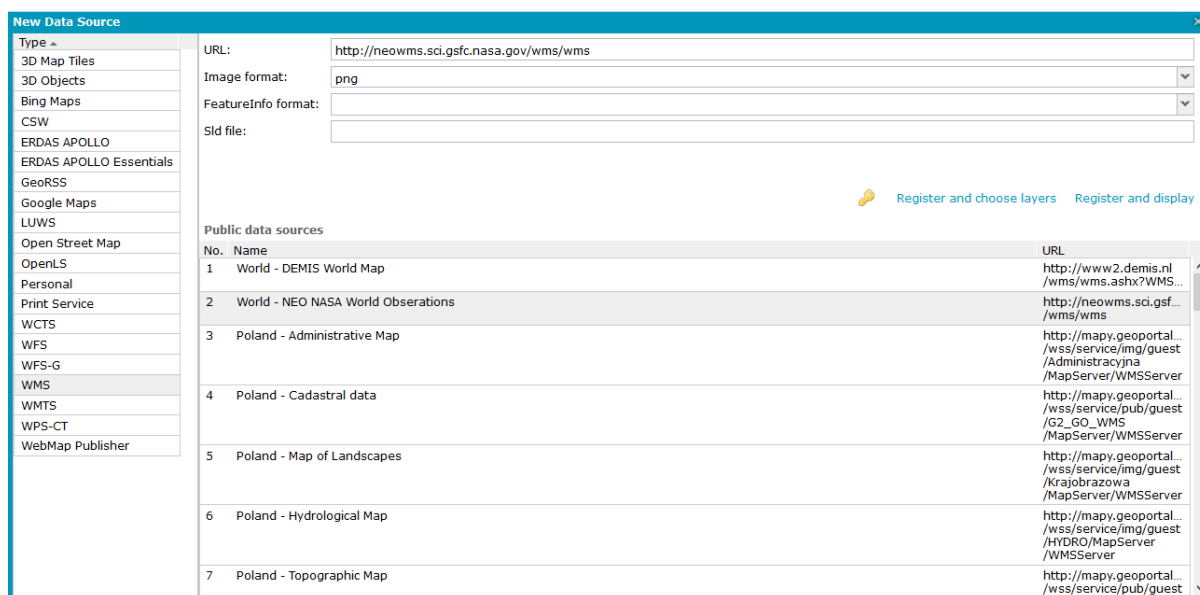 New Data Source
Type
3D Map Tiles
3D Objects
Bing Maps
CSW
ERDAS APOLLO
ERDAS APOLLO Essentials
GeoRSS
Google Maps
LUWS
Open Street Map
OpenLS
Personal
Print Service
WCTS
WFS
WFS-G
WMS
WMTS
WPS-CT
WebMap Publisher
URL: http://neowms.sci.gsfc.nasa.gov/wms/wms
Image format: png
FeatureInfo format:
Sld file:
Register and choose layers Register and display
Public data sources
No. Name URL
1 World - DEMIS World Map http://www2.demis.nl
/wms/wms.ashx?WMS...
2 World - NEO NASA World Obserations http://neowms.sci.gsf...
/wms/wms
3 Poland - Administrative Map http://mapy.geoportal...
/wss/service/img/guest
/Administracyjna
/MapServer/WMSServer
4 Poland - Cadastral data http://mapy.geoportal...
/wss/service/pub/guest
/G2_GO_WMS
/MapServer/WMSServer
5 Poland - Map of Landscapes http://mapy.geoportal...
/wss/service/img/guest
/Krajobrazowa
/MapServer/WMSServer
6 Poland - Hydrological Map http://mapy.geoportal...
/wss/service/img/guest
/HYDRO/MapServer
/WMSServer
7 Poland - Topographic Map http://mapy.geoportal...
/wss/service/pub/guest